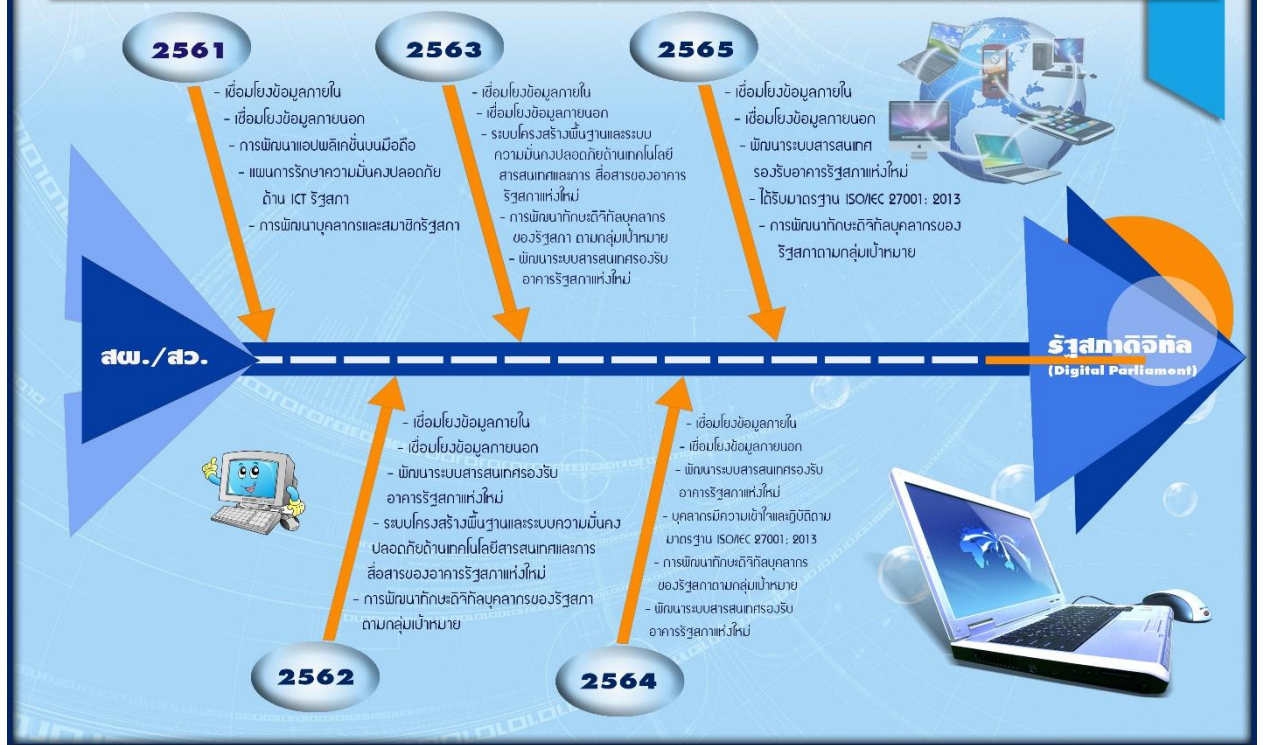 2561
- เชื่อมโยงข้อมูลภายใน
- เชื่อมโยงข้อมูลภายนอก
- การพัฒนาแอปพลิเคชั่นบนมือถือ
- แผนการรักษาความมั่นคงปลอดภัย
ด้าน ICT รัฐสภา
- การพัฒนาบุคลากรและสมาชิกรัฐสภา
2563
- เชื่อมโยงข้อมูลภายใน
- เชื่อมโยงข้อมูลภายนอก
- ระบบโครงสร้างพื้นฐานและระบบ
ความมั่นคงปลอดภัยด้านเทคโนโลยี
สารสนเทศและการ สื่อสารของอาคาร
รัฐสภาแห่งใหม่
- การพัฒนาทักษะดิจิทัลบุคลากร
ของรัฐสภา ตามกลุ่มเป้าหมาย
- พัฒนาระบบสารสนเทศรองรับ
อาคารรัฐสภาแห่งใหม่
2565
- เชื่อมโยงข้อมูลภายใน
- เชื่อมโยงข้อมูลภายนอก
- พัฒนาระบบสารสนเทศ
รองรับอาคารรัฐสภาแห่งใหม่
- ได้รับมาตรฐาน ISO/IEC 27001: 2013
- การพัฒนาทักษะดิจิทัลบุคลากรของ
รัฐสภาตามกลุ่มเป้าหมาย
สผ./สว.
รัฐสภาดิจิทัล
(Digital Parliament)
- เชื่อมโยงข้อมูลภายใน
- เชื่อมโยงข้อมูลภายนอก
- พัฒนาระบบสารสนเทศรองรับ
อาคารรัฐสภาแห่งใหม่
- ระบบโครงสร้างพื้นฐานและระบบความมั่นคง
ปลอดภัยด้านเทคโนโลยีสารสนเทศและการ
สื่อสารของอาคารรัฐสภาแห่งใหม่
- การพัฒนาทักษะดิจิทัลบุคลากรของรัฐสภา
ตามกลุ่มเป้าหมาย
2562
- เชื่อมโยงข้อมูลภายใน
- เชื่อมโยงข้อมูลภายนอก
- พัฒนาระบบสารสนเทศรองรับ
อาคารรัฐสภาแห่งใหม่
- บุคลากรมีความเข้าใจและฏิบัติตาม
มาตรฐาน ISO/IEC 27001: 2013
- การพัฒนาทักษะดิจิทัลบุคลากร
ของรัฐสภาตามกลุ่มเป้าหมาย
- พัฒนาระบบสารสนเทศรองรับ
อาคารรัฐสภาแห่งใหม่
2564